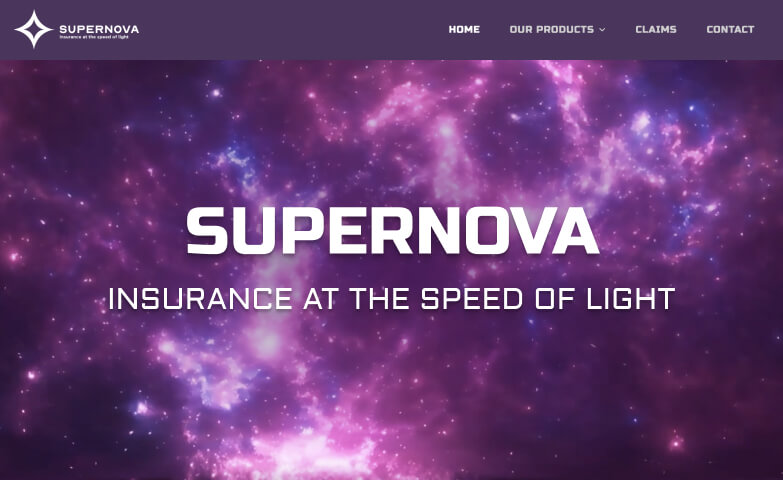 SUPERNOVA
insurance at the speed of light
HOME
OUR PRODUCTS
CLAIMS
CONTACT
SUPERNOVA
INSURANCE AT THE SPEED OF LIGHT